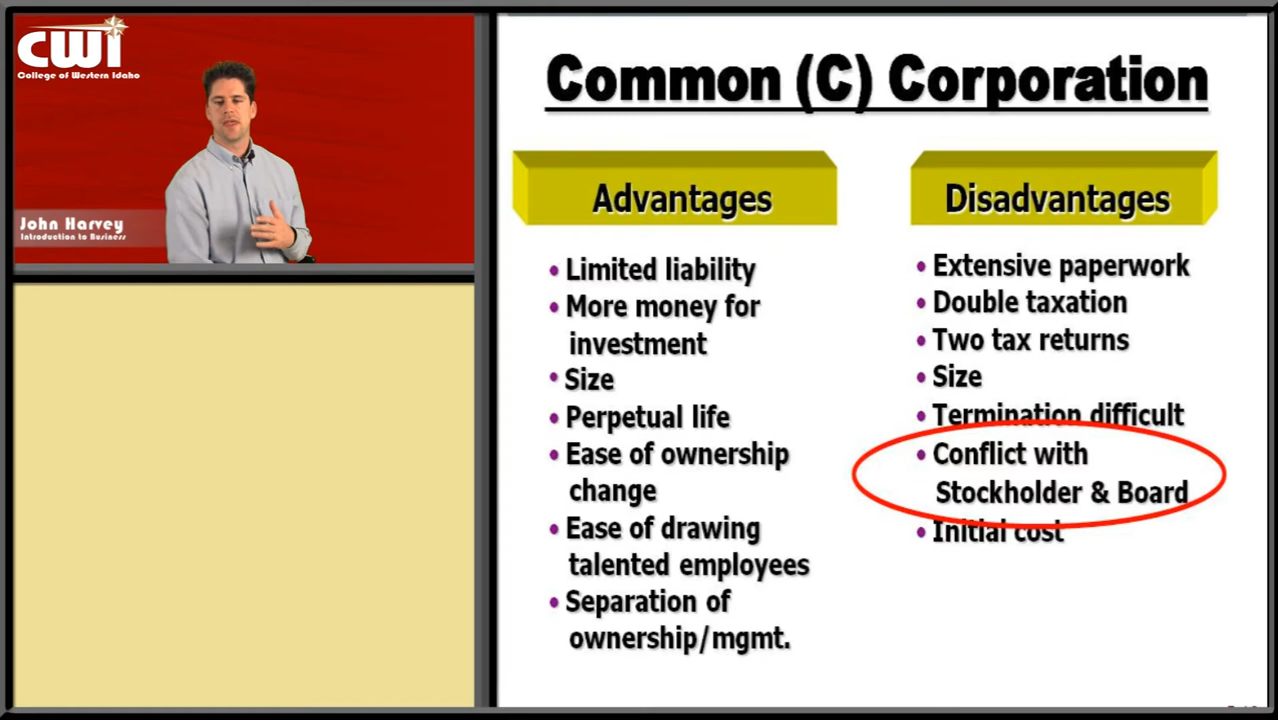 CWI
College of Western Idaho
John Harvey
Introduction to Business
Common (C) Corporation
Advantages
• Limited liability
• More money for
investment
• Size
• Perpetual life
• Ease of ownership
change
• Ease of drawing
talented employees
• Separation of
ownership/mgmt.
Disadvantages
• Extensive paperwork
• Double taxation
• Two tax returns
• Size
• Termination difficult
• Conflict with
Stockholder & Board
• Initial cost